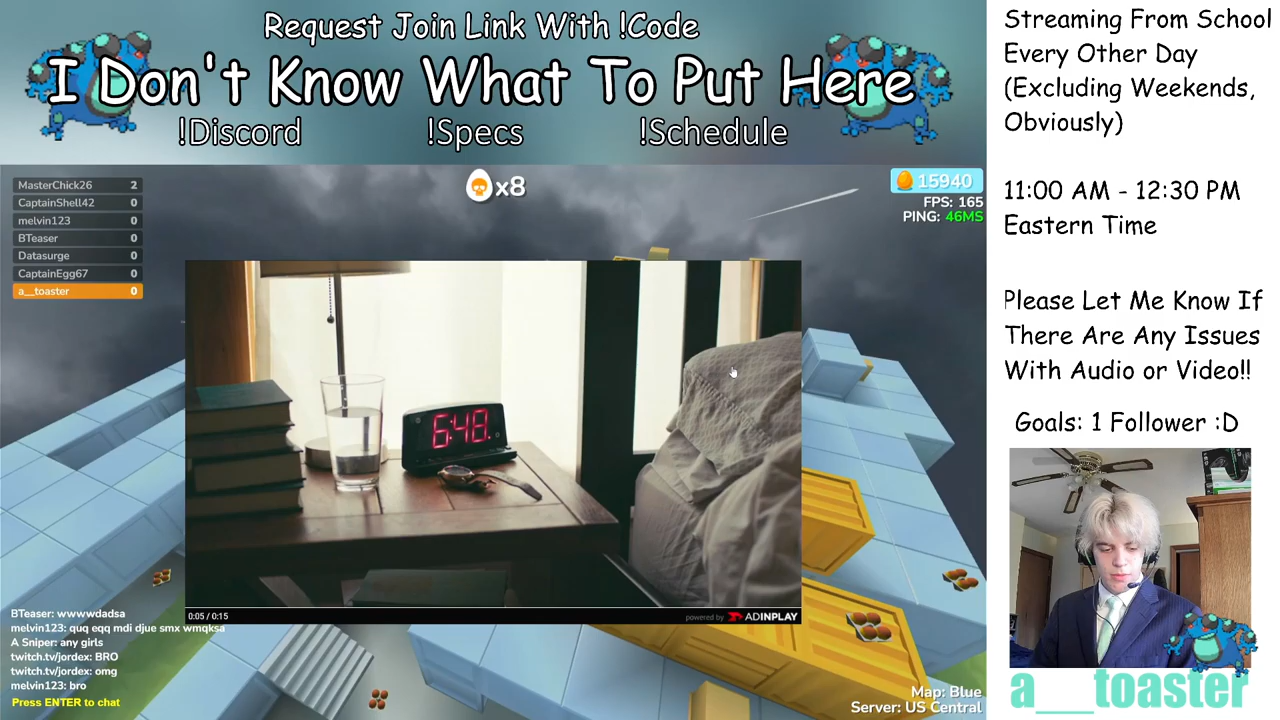 Request Join Link With !Code
I Don't Know What To Put Here
!Discord !Specs !Schedule
MasterChick26 2
CaptainShell42 0
melvin123 0
BTeaser 0
Datasurge 0
CaptainEgg67 0
a__toaster 0
x8
15940
FPS: 165
PING: 46MS
6:48
0:05 / 0:15
powered by ADINPLAY
BTeaser: wwwwdadsa
melvin123: quq eqq mdi djue smx wmqksa
A Sniper: any girls
twitch.tv/jordex: BRO
twitch.tv/jordex: omg
melvin123: bro
Press ENTER to chat
Map: Blue
Server: US Central
Streaming From School
Every Other Day
(Excluding Weekends,
Obviously)
11:00 AM - 12:30 PM
Eastern Time
Please Let Me Know If
There Are Any Issues
With Audio or Video!!
Goals: 1 Follower :D
a__toaster